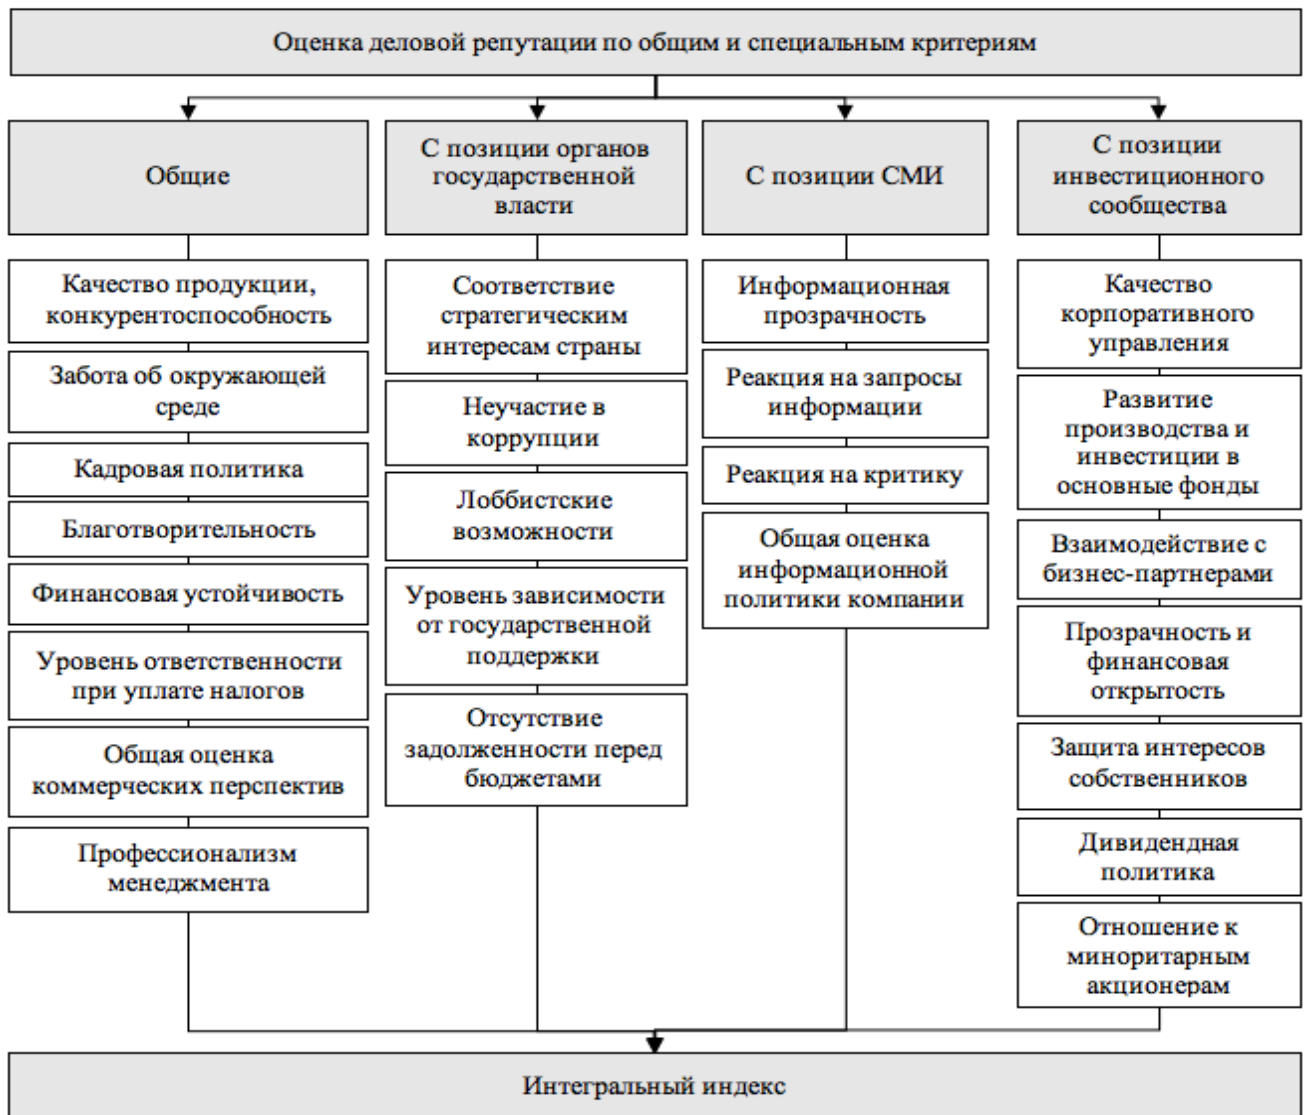 Оценка деловой репутации по общим и специальным критериям
Общие
Качество продукции,
конкурентоспособность
Забота об окружающей
среде
Кадровая политика
Благотворительность
Финансовая устойчивость
Уровень ответственности
при уплате налогов
Общая оценка
коммерческих перспектив
Профессионализм
менеджмента
С позиции органов
государственной
власти
Соответствие
стратегическим
интересам страны
Неучастие в
коррупции
Лоббистские
возможности
Уровень зависимости
от государственной
поддержки
Отсутствие
задолженности перед
бюджетами
С позиции СМИ
Информационная
прозрачность
Реакция на запросы
информации
Реакция на критику
Общая оценка
информационной
политики компании
С позиции
инвестиционного
сообщества
Качество
корпоративного
управления
Развитие
производства и
инвестиции в
основные фонды
Взаимодействие с
бизнес-партнерами
Прозрачность и
финансовая
открытость
Защита интересов
собственников
Дивидендная
политика
Отношение к
миноритарным
акционерам
Интегральный индекс